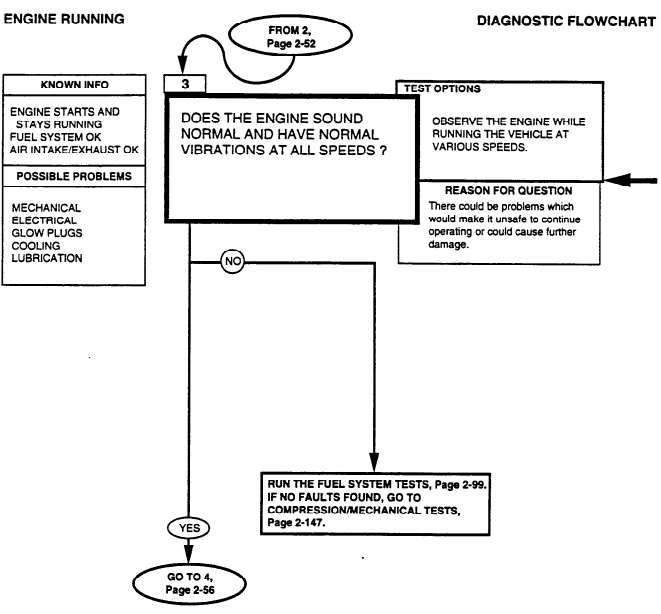 ENGINE RUNNING
DIAGNOSTIC FLOWCHART
FROM 2,
Page 2-52
3
KNOWN INFO
ENGINE STARTS AND
STAYS RUNNING
FUEL SYSTEM OK
AIR INTAKE/EXHAUST OK
POSSIBLE PROBLEMS
MECHANICAL
ELECTRICAL
GLOW PLUGS
COOLING
LUBRICATION
DOES THE ENGINE SOUND
NORMAL AND HAVE NORMAL
VIBRATIONS AT ALL SPEEDS ?
TEST OPTIONS
OBSERVE THE ENGINE WHILE
RUNNING THE VEHICLE AT
VARIOUS SPEEDS.
REASON FOR QUESTION
There could be problems which
would make it unsafe to continue
operating or could cause further
damage.
NO
RUN THE FUEL SYSTEM TESTS, Page 2-99.
IF NO FAULTS FOUND, GO TO
COMPRESSION/MECHANICAL TESTS,
Page 2-147.
YES
GO TO 4,
Page 2-56